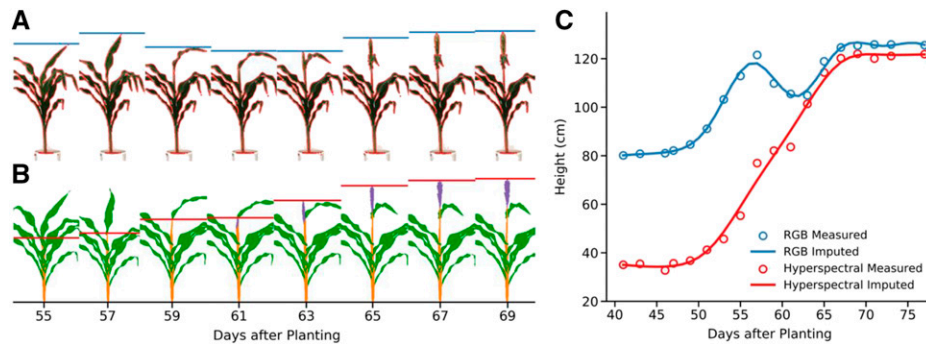 A
B
55 57 59 61 63 65 67 69
Days after Planting
C
Height (cm)
120
100
80
60
40
20
RGB Measured
RGB Imputed
Hyperspectral Measured
Hyperspectral Imputed
40 45 50 55 60 65 70 75
Days after Planting